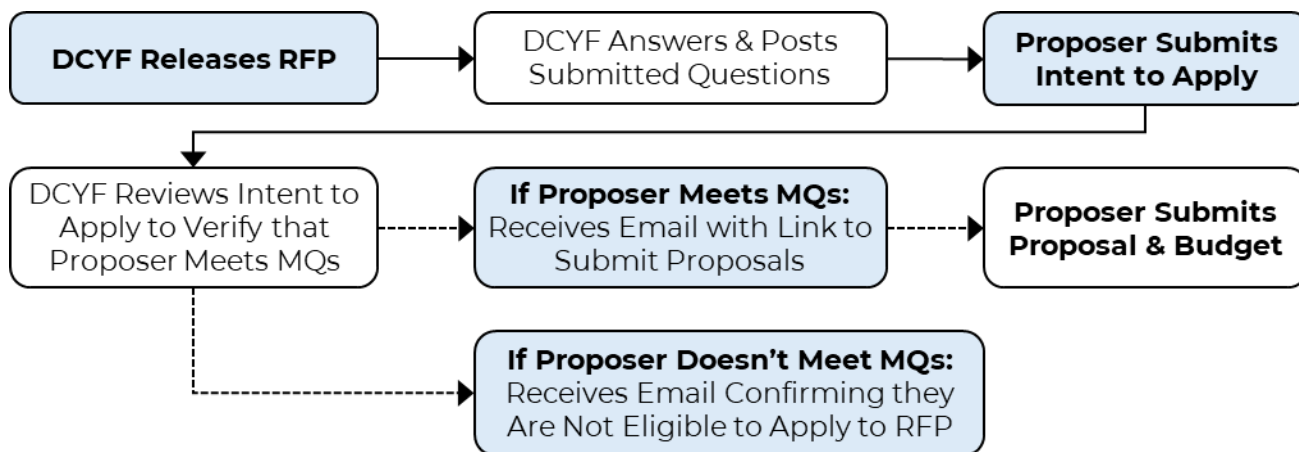 DCYF Releases RFP
DCYF Answers & Posts
Submitted Questions
Proposer Submits
Intent to Apply
DCYF Reviews Intent to
Apply to Verify that
Proposer Meets MQs
If Proposer Meets MQs:
Receives Email with Link to
Submit Proposals
Proposer Submits
Proposal & Budget
If Proposer Doesn’t Meet MQs:
Receives Email Confirming they
Are Not Eligible to Apply to RFP